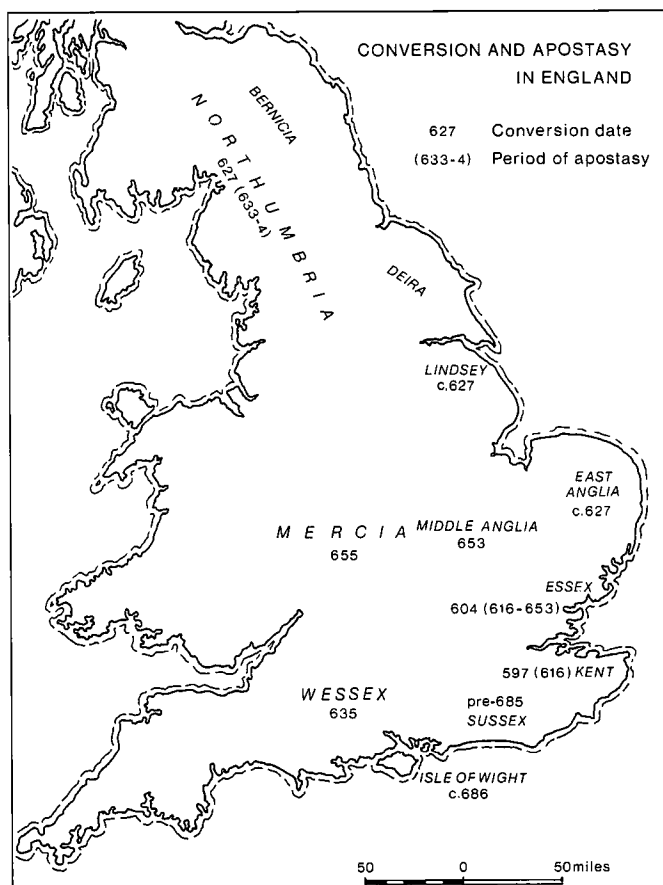 CONVERSION AND APOSTASY
IN ENGLAND
627 Conversion date
(633-4) Period of apostasy
BERNICIA
NORTHUMBRIA
627 (633-4)
DEIRA
LINDSEY
c.627
EAST
ANGLIA
c.627
MERCIA
655
MIDDLE ANGLIA
653
ESSEX
604 (616-653)
597 (616) KENT
WESSEX
635
pre-685
SUSSEX
ISLE OF WIGHT
c.686
50 0 50 miles